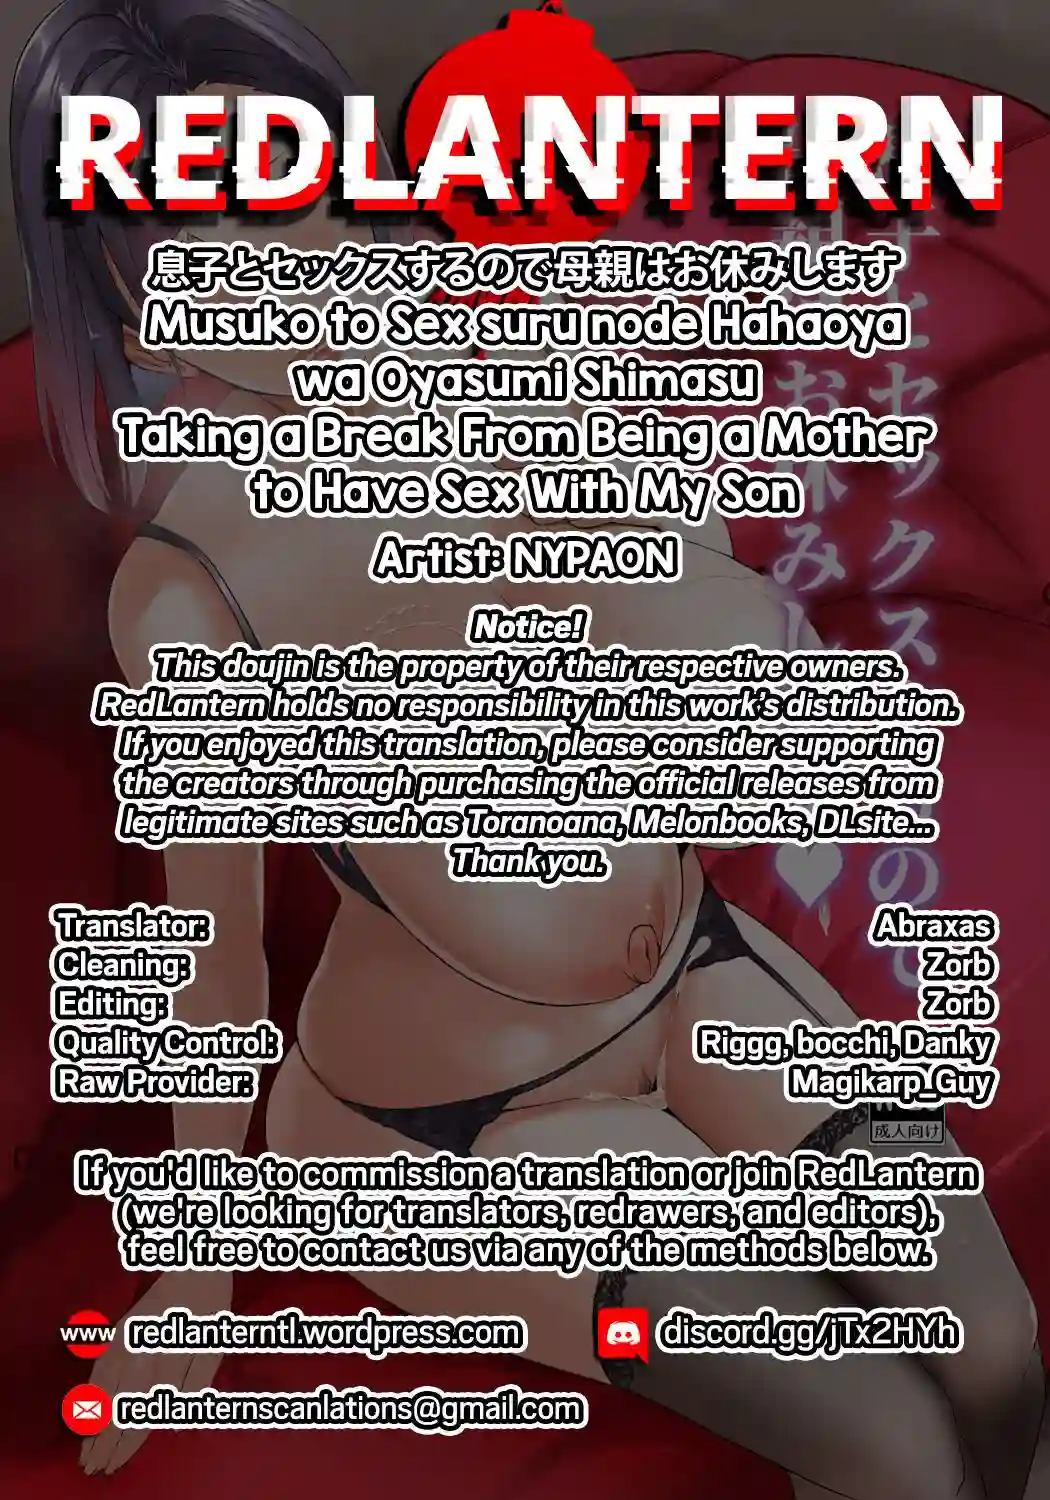 REDLANTERN
息子とセックスするので母親はお休みします
Musuko to Sex suru node Hahaoya
wa Oyasumi Shimasu
Taking a Break From Being a Mother
to Have Sex With My Son
Artist: NYPAON
Notice!
This doujin is the property of their respective owners.
RedLantern holds no responsibility in this work's distribution.
If you enjoyed this translation, please consider supporting
the creators through purchasing the official releases from
legitimate sites such as Toranoana, Melonbooks, DLsite...
Thank you.
Translator: Abraxas
Cleaning: Zorb
Editing: Zorb
Quality Control: Riggg, bocchi, Danky
Raw Provider: Magikarp_Guy
成人向け
If you'd like to commission a translation or join RedLantern
(we're looking for translators, redrawers, and editors),
feel free to contact us via any of the methods below.
www redlanterntl.wordpress.com
discord.gg/jTx2HYh
redlanternscanlations@gmail.com